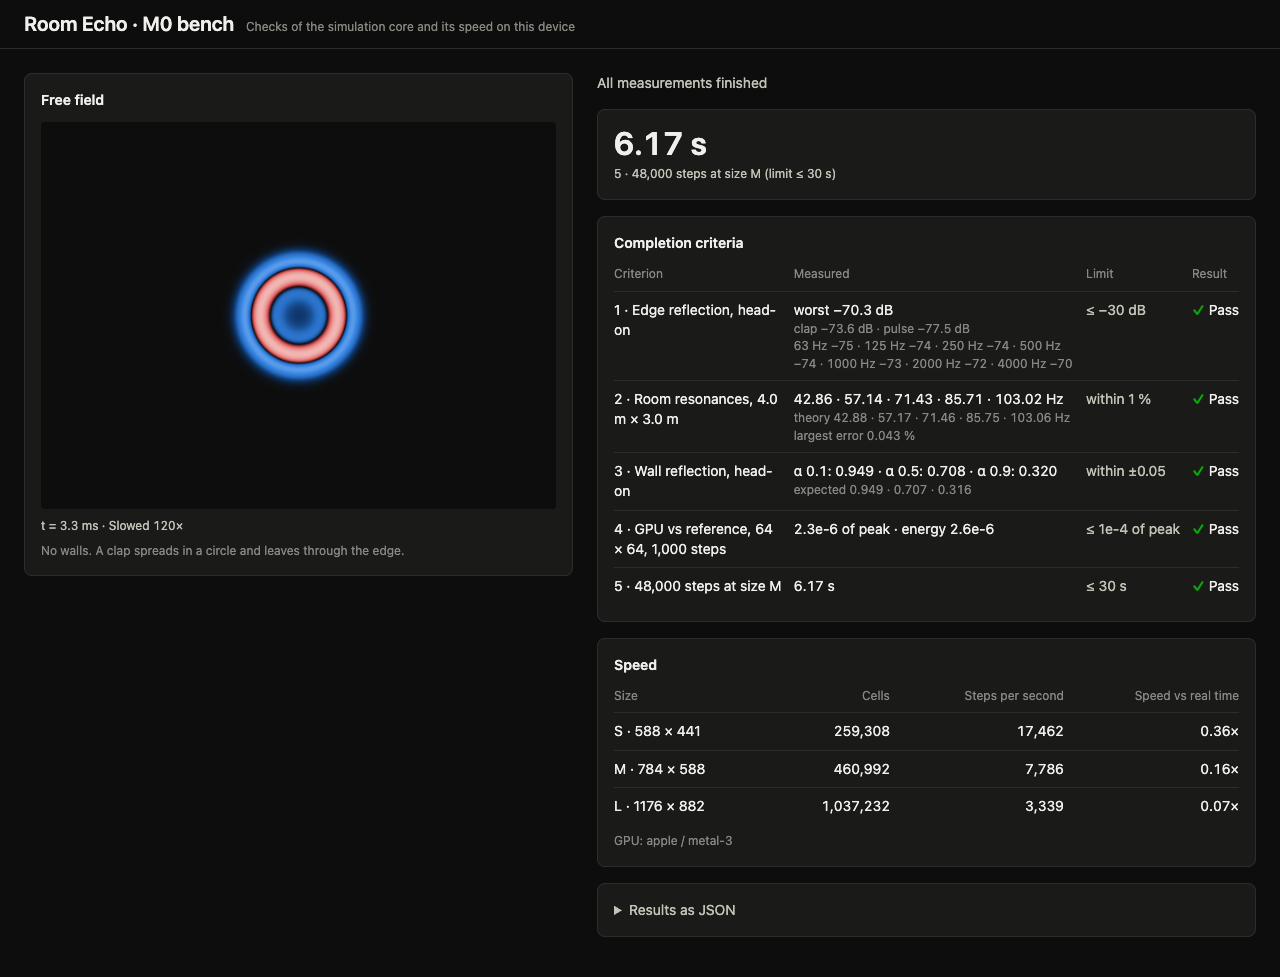 Room Echo · M0 bench Checks of the simulation core and its speed on this device
Free field
t = 3.3 ms · Slowed 120×
No walls. A clap spreads in a circle and leaves through the edge.
All measurements finished
6.17 s
5 · 48,000 steps at size M (limit ≤ 30 s)
Completion criteria
Criterion Measured Limit Result
1 · Edge reflection, head-
on
worst −70.3 dB
clap −73.6 dB · pulse −77.5 dB
63 Hz −75 · 125 Hz −74 · 250 Hz −74 · 500 Hz
−74 · 1000 Hz −73 · 2000 Hz −72 · 4000 Hz −70
≤ −30 dB
✓ Pass
2 · Room resonances, 4.0
m × 3.0 m
42.86 · 57.14 · 71.43 · 85.71 · 103.02 Hz
theory 42.88 · 57.17 · 71.46 · 85.75 · 103.06 Hz
largest error 0.043 %
within 1 %
✓ Pass
3 · Wall reflection, head-
on
α 0.1: 0.949 · α 0.5: 0.708 · α 0.9: 0.320
expected 0.949 · 0.707 · 0.316
within ±0.05
✓ Pass
4 · GPU vs reference, 64
× 64, 1,000 steps
2.3e-6 of peak · energy 2.6e-6
≤ 1e-4 of peak
✓ Pass
5 · 48,000 steps at size M
6.17 s
≤ 30 s
✓ Pass
Speed
Size Cells Steps per second Speed vs real time
S · 588 × 441 259,308 17,462 0.36×
M · 784 × 588 460,992 7,786 0.16×
L · 1176 × 882 1,037,232 3,339 0.07×
GPU: apple / metal-3
▶ Results as JSON